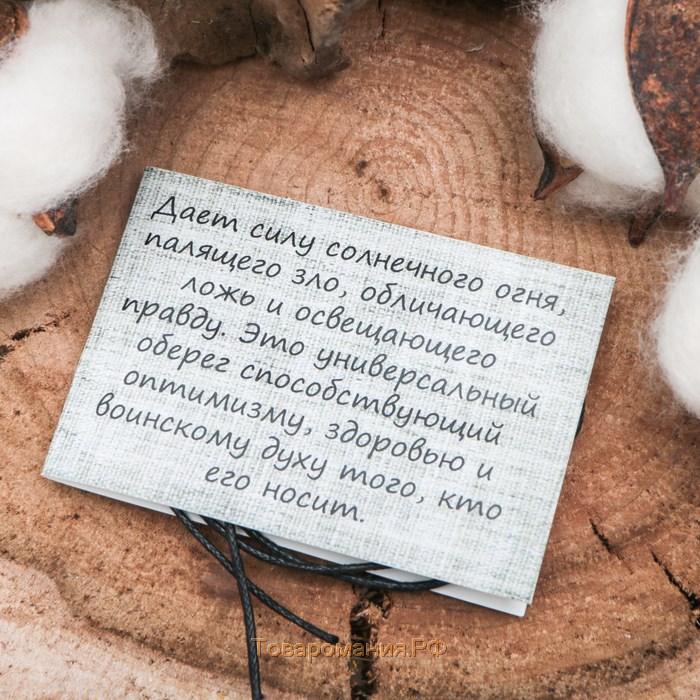 Дает силу солнечного огня,
палящего зло, обличающего
ложь и освещающего
правду. Это универсальный
оберег способствующий
оптимизму, здоровью и
воинскому духу того, кто
его носит.
Товаромания.РФ